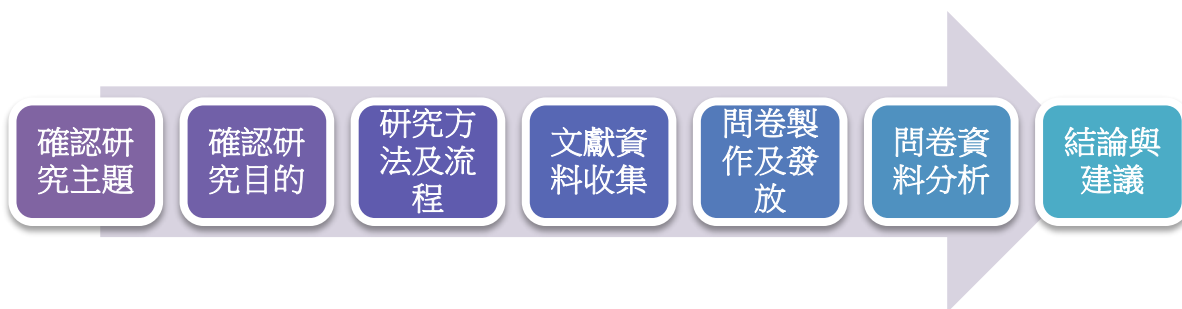 確認研
究主題
確認研
究目的
研究方
法及流
程
文獻資
料收集
問卷製
作及發
放
問卷資
料分析
結論與
建議